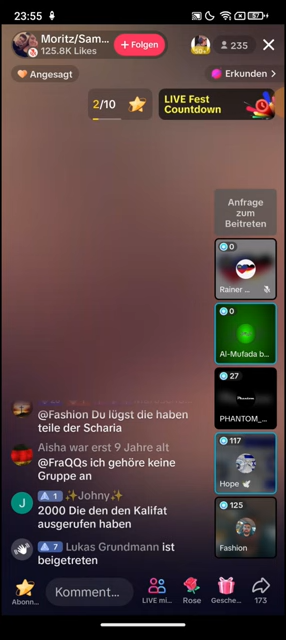 23:55
57
Moritz/Sam...
125.8K Likes
+ Folgen
235
Angesagt
Erkunden >
2/10
LIVE Fest
Countdown
Anfrage
zum
Beitreten
0
Rainer ...
0
Al-Mufada b...
27
Phantom
PHANTOM_...
117
Hope 🕊
125
Fashion
@Fashion Du lügst die haben
teile der Scharia
Aisha war erst 9 Jahre alt
@FraQQs ich gehöre keine
Gruppe an
J
1 ✨Johny✨
2000 Die den den Kalifat
ausgerufen haben
7 Lukas Grundmann ist
beigetreten
Abonn...
Komment...
LIVE mi...
Rose
Gesche...
173